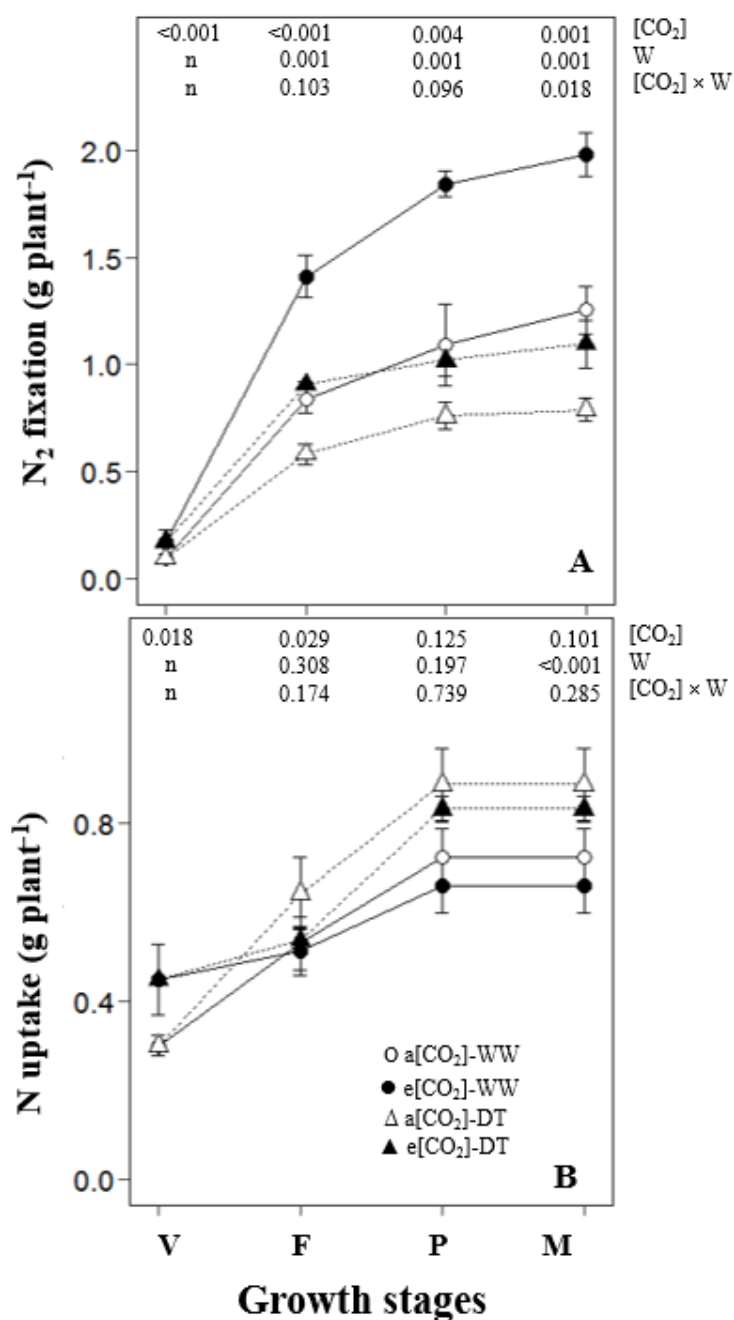 <0.001 <0.001 0.004 0.001 [CO₂]
n 0.001 0.001 0.001 W
n 0.103 0.096 0.018 [CO₂] × W
2.0
1.5
1.0
0.5
0.0
N₂ fixation (g plant⁻¹)
A
0.018 0.029 0.125 0.101 [CO₂]
n 0.308 0.197 <0.001 W
n 0.174 0.739 0.285 [CO₂] × W
0.8
0.4
0.0
N uptake (g plant⁻¹)
a[CO₂]-WW
e[CO₂]-WW
a[CO₂]-DT
e[CO₂]-DT
B
V F P M
Growth stages